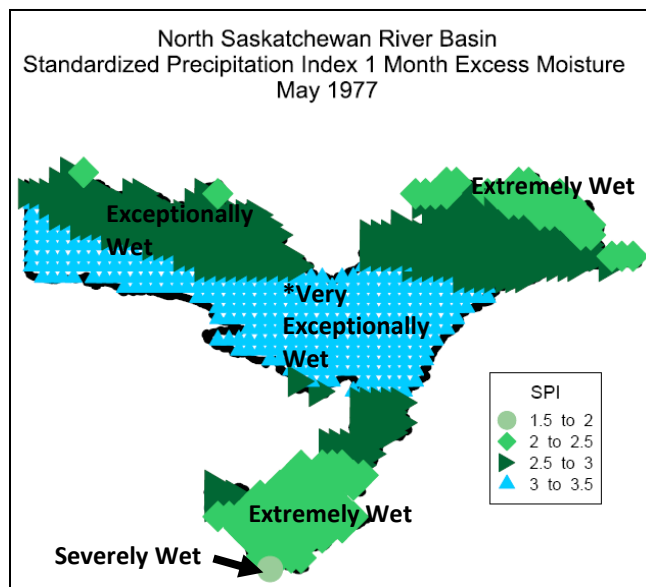 North Saskatchewan River Basin
Standardized Precipitation Index 1 Month Excess Moisture
May 1977
Extremely Wet
Exceptionally
Wet
*Very
Exceptionally
Wet
SPI
1.5 to 2
2 to 2.5
2.5 to 3
3 to 3.5
Extremely Wet
Severely Wet